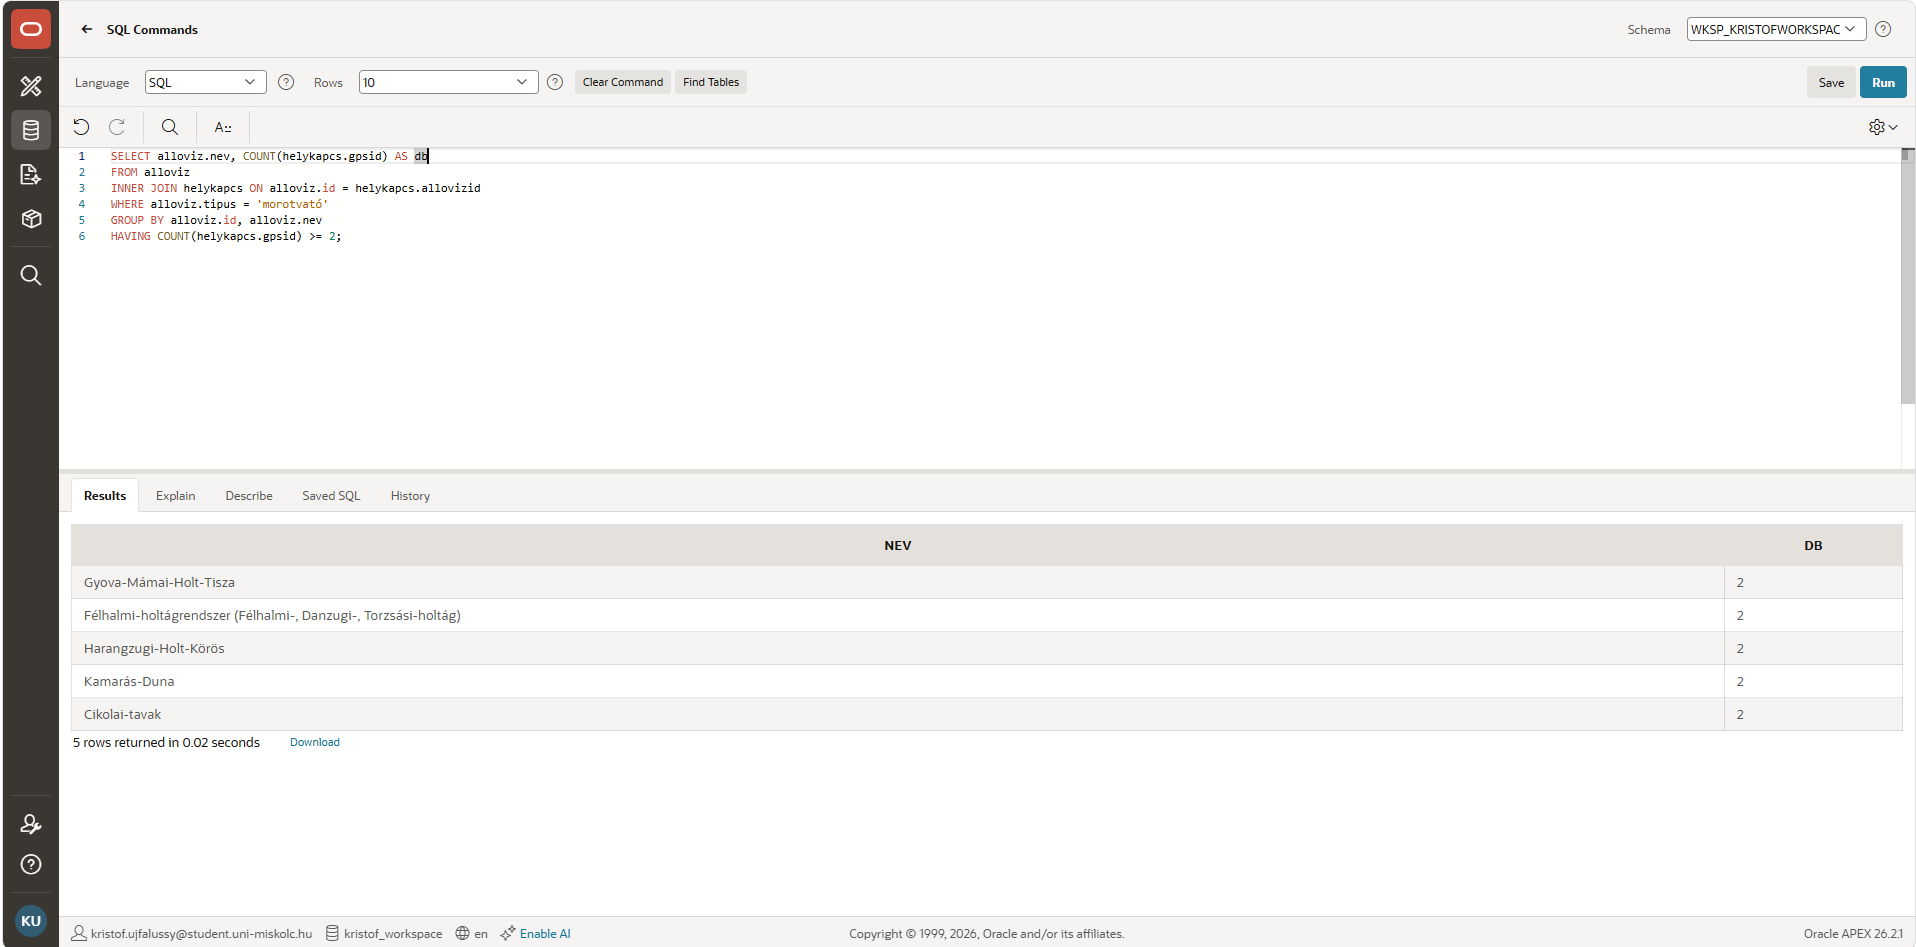 SQL Commands
Schema
WKSP_KRISTOFWORKSPAC
Language
SQL
Rows
10
Clear Command
Find Tables
Save
Run
1 SELECT alloviz.nev, COUNT(helykapcs.gpsid) AS db
2 FROM alloviz
3 INNER JOIN helykapcs ON alloviz.id = helykapcs.allovizid
4 WHERE alloviz.tipus = 'morotvató'
5 GROUP BY alloviz.id, alloviz.nev
6 HAVING COUNT(helykapcs.gpsid) >= 2;
Results
Explain
Describe
Saved SQL
History
NEV DB
Gyova-Mámai-Holt-Tisza 2
Félhalmi-holtágrendszer (Félhalmi-, Danzugi-, Torzsási-holtág) 2
Harangzugi-Holt-Körös 2
Kamarás-Duna 2
Cikolai-tavak 2
5 rows returned in 0.02 seconds
Download
KU
kristof.ujfalussy@student.uni-miskolc.hu
kristof_workspace
en
Enable AI
Copyright © 1999, 2026, Oracle and/or its affiliates.
Oracle APEX 26.2.1